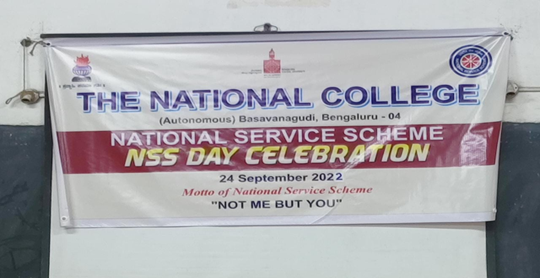 THE NATIONAL COLLEGE
(Autonomous) Basavanagudi, Bengaluru - 04
NATIONAL SERVICE SCHEME
NSS DAY CELEBRATION
24 September 2022
Motto of National Service Scheme
"NOT ME BUT YOU"